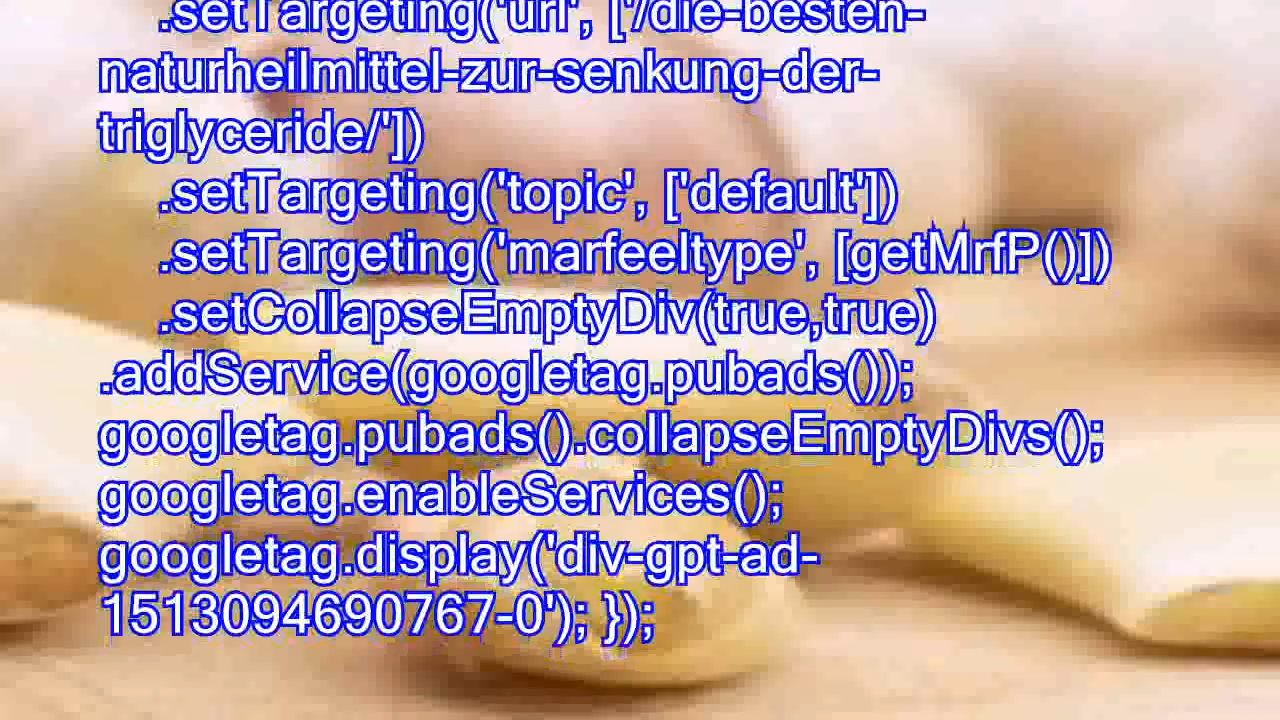 .setTargeting('url', ['/die-besten-
naturheilmittel-zur-senkung-der-
triglyceride/'])
.setTargeting('topic', ['default'])
.setTargeting('marfeeltype', [getMrfP()])
.setCollapseEmptyDiv(true,true)
.addService(googletag.pubads());
googletag.pubads().collapseEmptyDivs();
googletag.enableServices();
googletag.display('div-gpt-ad-
1513094690767-0'); });